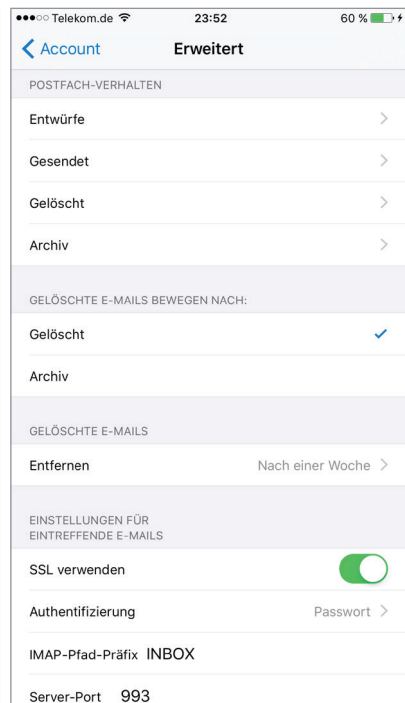 ●●●○○ Telekom.de 23:52 60 %
Account Erweitert
POSTFACH-VERHALTEN
Entwürfe
Gesendet
Gelöscht
Archiv
GELÖSCHTE E-MAILS BEWEGEN NACH:
Gelöscht
Archiv
GELÖSCHTE E-MAILS
Entfernen Nach einer Woche
EINSTELLUNGEN FÜR
EINTREFFENDE E-MAILS
SSL verwenden
Authentifizierung Passwort
IMAP-Pfad-Präfix INBOX
Server-Port 993